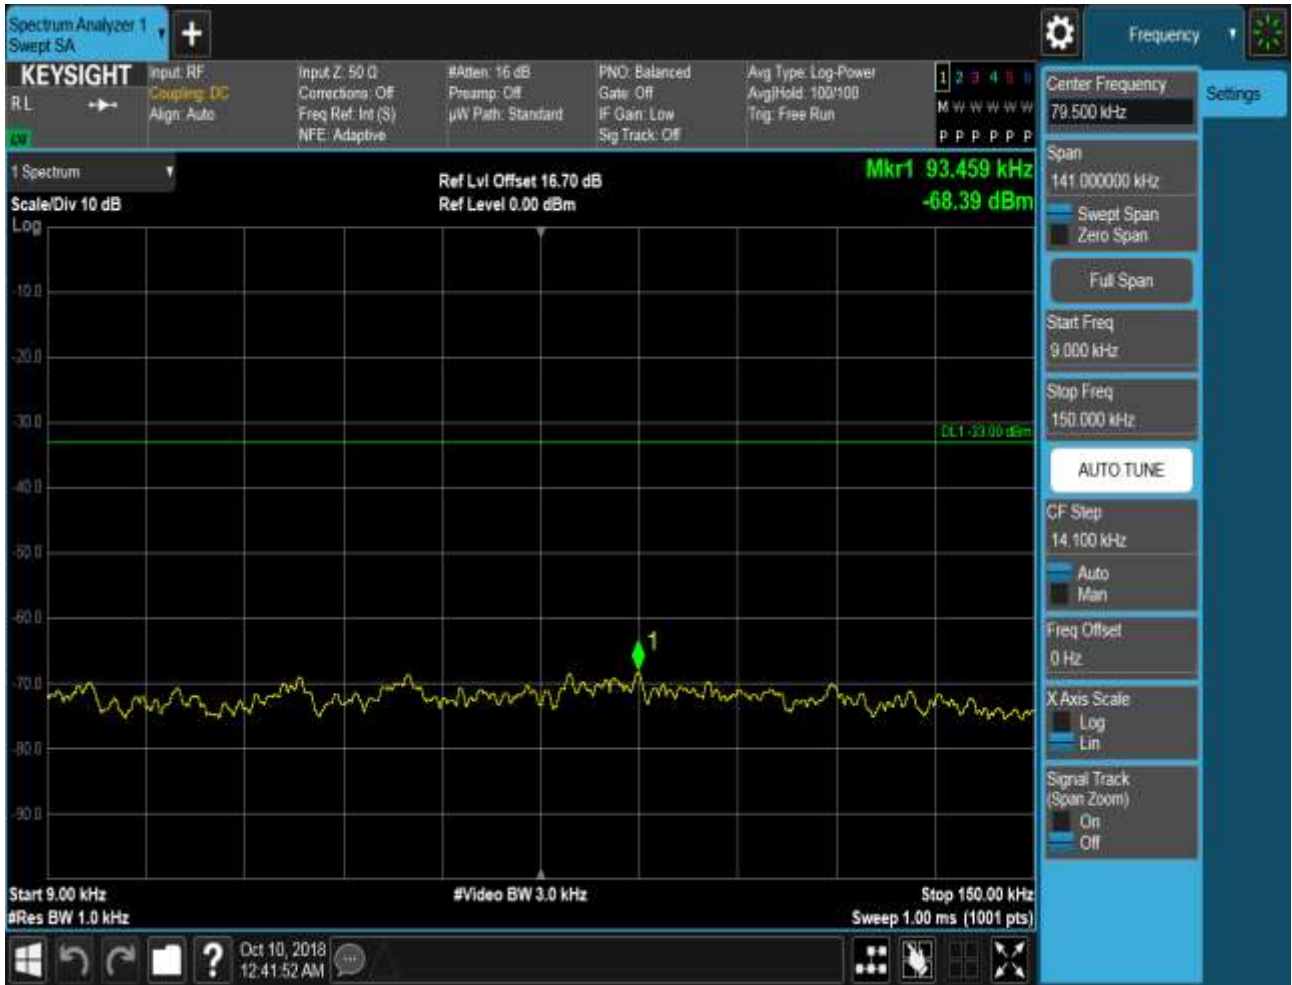 Spectrum Analyzer 1
Swept SA
+
Frequency
KEYSIGHT
RL
Input: RF
Coupling: DC
Align: Auto
Input Z: 50 Ω
Corrections: Off
Freq Ref: Int (S)
NFE: Adaptive
#Atten: 16 dB
Preamp: Off
µW Path: Standard
PNO: Balanced
Gate: Off
IF Gain: Low
Sig Track: Off
Avg Type: Log-Power
Avg|Hold: 100/100
Trig: Free Run
1 2 3 4 5 6
M W W W W W
P P P P P P
1 Spectrum
Scale/Div 10 dB
Log
Ref Lvl Offset 16.70 dB
Ref Level 0.00 dBm
Mkr1 93.459 kHz
-68.39 dBm
-10.0
-20.0
-30.0
DL1 -33.00 dBm
-40.0
-50.0
-60.0
1
-70.0
-80.0
-90.0
Start 9.00 kHz
#Res BW 1.0 kHz
#Video BW 3.0 kHz
Stop 150.00 kHz
Sweep 1.00 ms (1001 pts)
?
Oct 10, 2018
12:41:52 AM
Center Frequency
79.500 kHz
Settings
Span
141.000000 kHz
Swept Span
Zero Span
Full Span
Start Freq
9.000 kHz
Stop Freq
150.000 kHz
AUTO TUNE
CF Step
14.100 kHz
Auto
Man
Freq Offset
0 Hz
X Axis Scale
Log
Lin
Signal Track
(Span Zoom)
On
Off